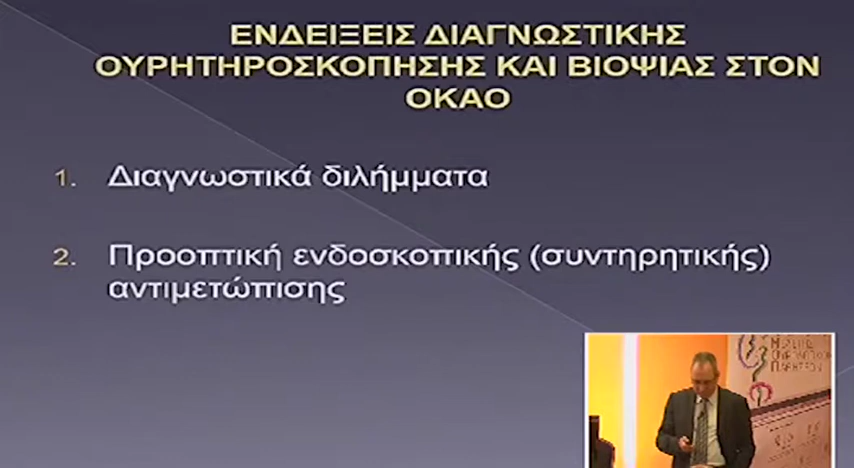 ΕΝΔΕΙΞΕΙΣ ΔΙΑΓΝΩΣΤΙΚΗΣ
ΟΥΡΗΤΗΡΟΣΚΟΠΗΣΗΣ ΚΑΙ ΒΙΟΨΙΑΣ ΣΤΟΝ
ΟΚΑΟ
1. Διαγνωστικά διλήμματα
2. Προοπτική ενδοσκοπικής (συντηρητικής)
αντιμετώπισης